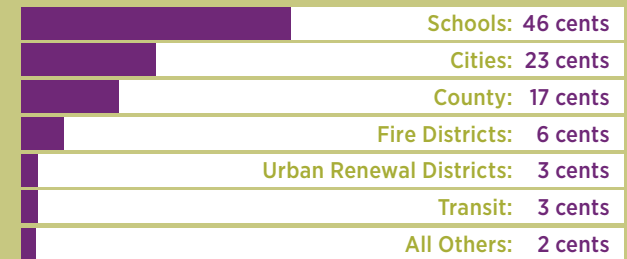 Schools: 46 cents
Cities: 23 cents
County: 17 cents
Fire Districts: 6 cents
Urban Renewal Districts: 3 cents
Transit: 3 cents
All Others: 2 cents